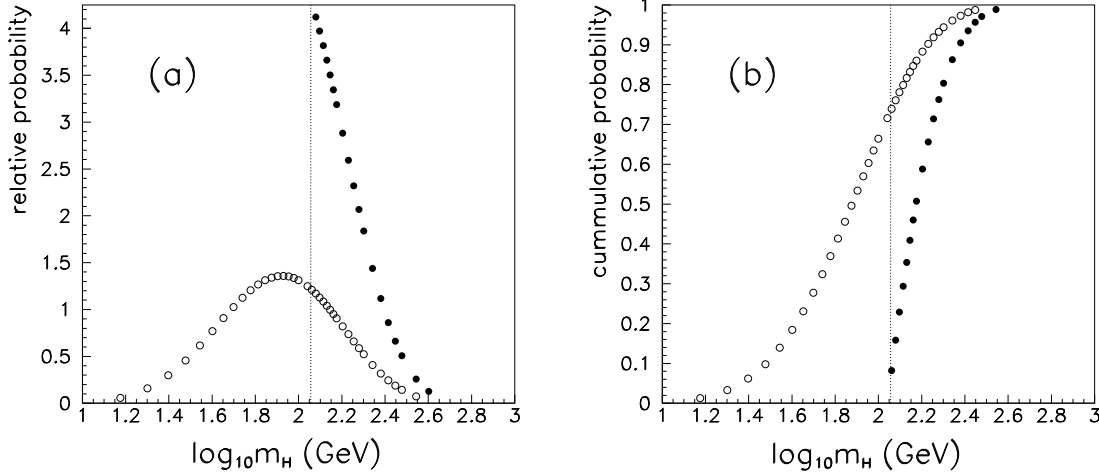 relative probability
4
3.5
3
2.5
2
1.5
1
0.5
0
(a)
1 1.2 1.4 1.6 1.8 2 2.2 2.4 2.6 2.8 3
log₁₀m_H (GeV)
cummulative probability
1
0.9
0.8
0.7
0.6
0.5
0.4
0.3
0.2
0.1
0
(b)
1 1.2 1.4 1.6 1.8 2 2.2 2.4 2.6 2.8 3
log₁₀m_H (GeV)